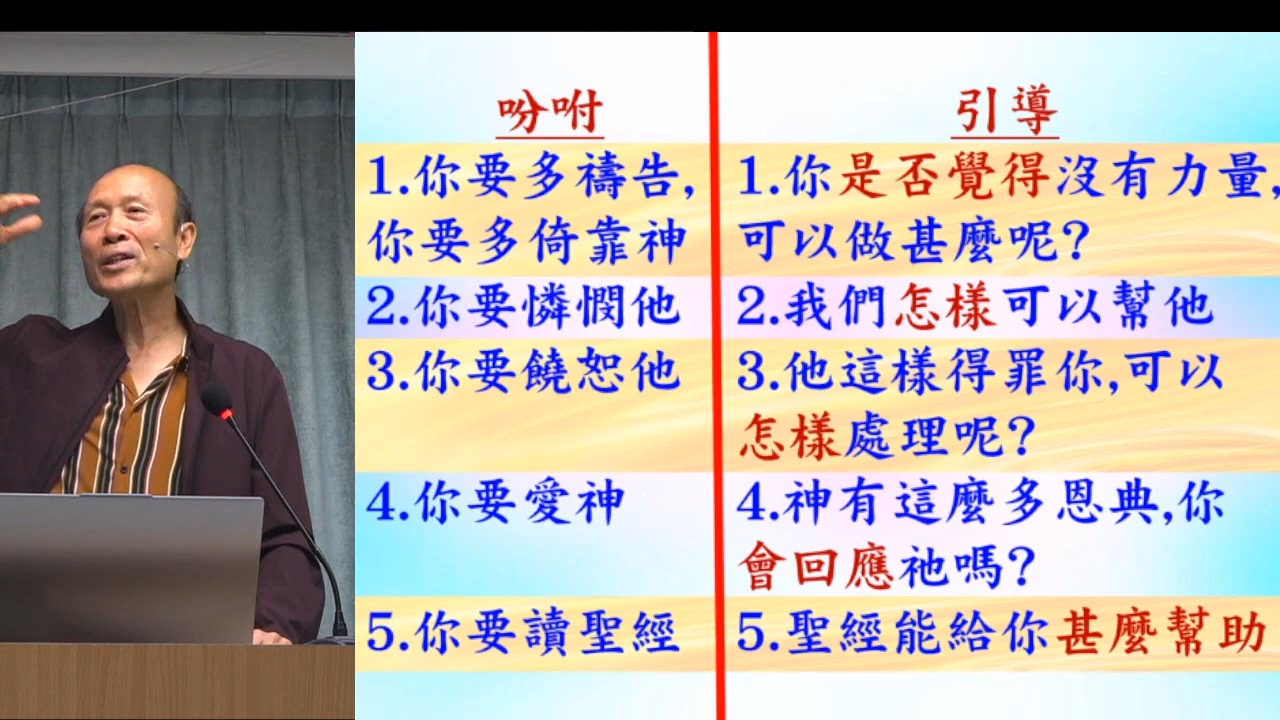 吩咐
1.你要多禱告,
你要多倚靠神
2.你要憐憫他
3.你要饒恕他
4.你要愛神
5.你要讀聖經
引導
1.你是否覺得沒有力量,
可以做甚麼呢?
2.我們怎樣可以幫他
3.他這樣得罪你,可以
怎樣處理呢?
4.神有這麼多恩典,你
會回應祂嗎?
5.聖經能給你甚麼幫助